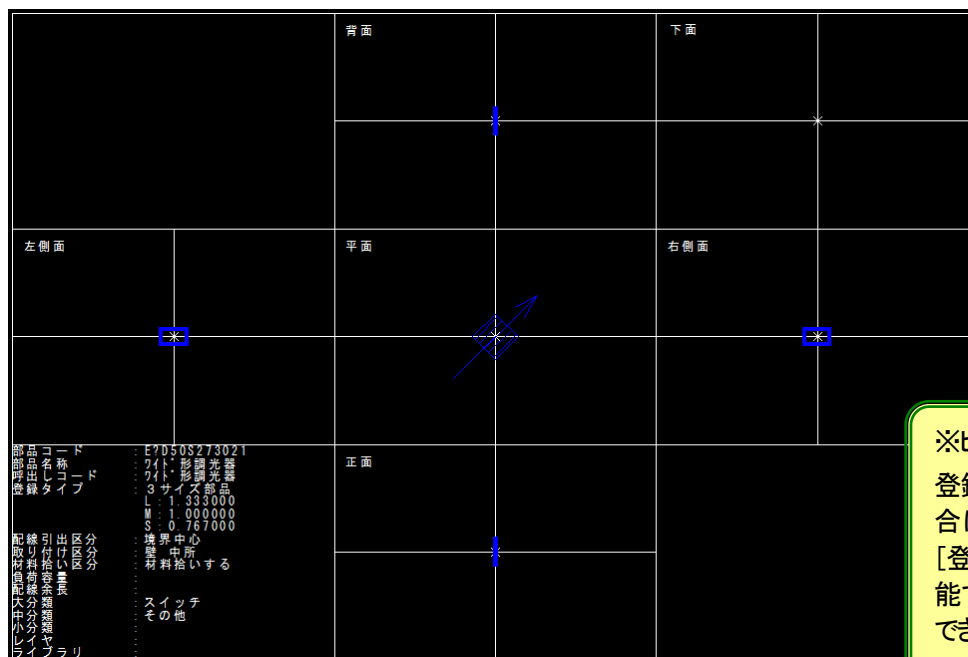 背面
下面
左側面
平面
右側面
正面
部品コード : E?D50S273021
部品名称 : ワイド形調光器
呼出しコード : ワイド形調光器
登録タイプ : 3サイズ部品
L : 1.333000
M : 1.000000
S : 0.767000
配線引出区分 : 境界中心
取り付け区分 : 壁 中所
材料拾い区分 : 材料拾いする
負荷容量 :
配線余長 :
大分類 : スイッチ
中分類 : その他
小分類 :
レイヤ :
ライブラリ :
※
登録
合
[登
能
でき